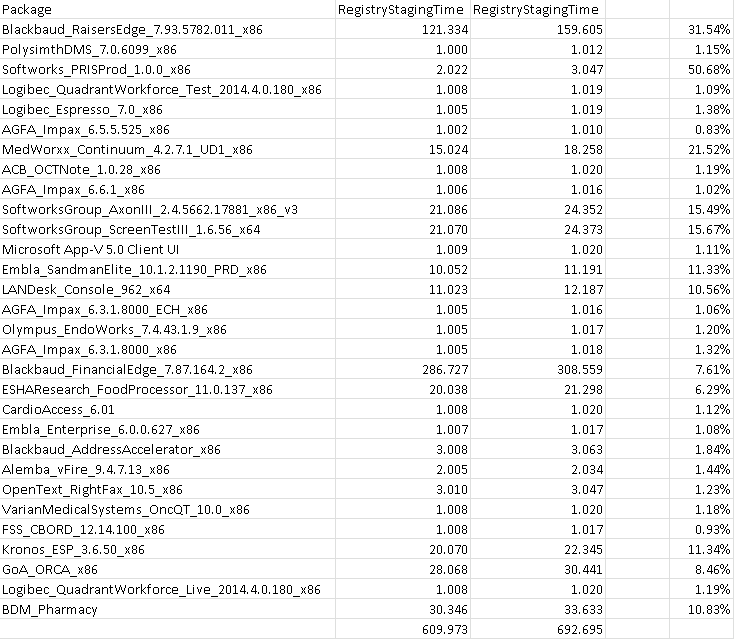 Package RegistryStagingTime RegistryStagingTime
Blackbaud_RaisersEdge_7.93.5782.011_x86 121.334 159.605 31.54%
PolysimthDMS_7.0.6099_x86 1.000 1.012 1.15%
Softworks_PRISProd_1.0.0_x86 2.022 3.047 50.68%
Logibec_QuadrantWorkforce_Test_2014.4.0.180_x86 1.008 1.019 1.09%
Logibec_Espresso_7.0_x86 1.005 1.019 1.38%
AGFA_Impax_6.5.5.525_x86 1.002 1.010 0.83%
MedWorxx_Continuum_4.2.7.1_UD1_x86 15.024 18.258 21.52%
ACB_OCTNote_1.0.28_x86 1.008 1.020 1.19%
AGFA_Impax_6.6.1_x86 1.006 1.016 1.02%
SoftworksGroup_AxonIII_2.4.5662.17881_x86_v3 21.086 24.352 15.49%
SoftworksGroup_ScreenTestIII_1.6.56_x64 21.070 24.373 15.67%
Microsoft App-V 5.0 Client UI 1.009 1.020 1.11%
Embla_SandmanElite_10.1.2.1190_PRD_x86 10.052 11.191 11.33%
LANDesk_Console_962_x64 11.023 12.187 10.56%
AGFA_Impax_6.3.1.8000_ECH_x86 1.005 1.016 1.06%
Olympus_EndoWorks_7.4.43.1.9_x86 1.005 1.017 1.20%
AGFA_Impax_6.3.1.8000_x86 1.005 1.018 1.32%
Blackbaud_FinancialEdge_7.87.164.2_x86 286.727 308.559 7.61%
ESHAResearch_FoodProcessor_11.0.137_x86 20.038 21.298 6.29%
CardioAccess_6.01 1.008 1.020 1.12%
Embla_Enterprise_6.0.0.627_x86 1.007 1.017 1.08%
Blackbaud_AddressAccelerator_x86 3.008 3.063 1.84%
Alemba_vFire_9.4.7.13_x86 2.005 2.034 1.44%
OpenText_RightFax_10.5_x86 3.010 3.047 1.23%
VarianMedicalSystems_OncQT_10.0_x86 1.008 1.020 1.18%
FSS_CBORD_12.14.100_x86 1.008 1.017 0.93%
Kronos_ESP_3.6.50_x86 20.070 22.345 11.34%
GoA_ORCA_x86 28.068 30.441 8.46%
Logibec_QuadrantWorkforce_Live_2014.4.0.180_x86 1.008 1.020 1.19%
BDM_Pharmacy 30.346 33.633 10.83%
609.973 692.695